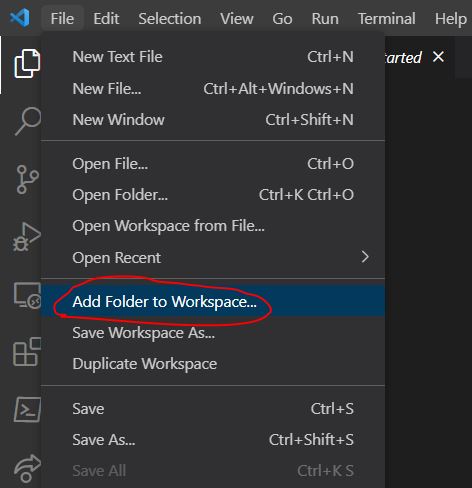 File Edit Selection View Go Run Terminal Help
New Text File Ctrl+N
arted
New File... Ctrl+Alt+Windows+N
New Window Ctrl+Shift+N
Open File... Ctrl+O
Open Folder... Ctrl+K Ctrl+O
Open Workspace from File...
Open Recent
Add Folder to Workspace...
Save Workspace As...
Duplicate Workspace
Save Ctrl+S
Save As... Ctrl+Shift+S
Save All Ctrl+K S